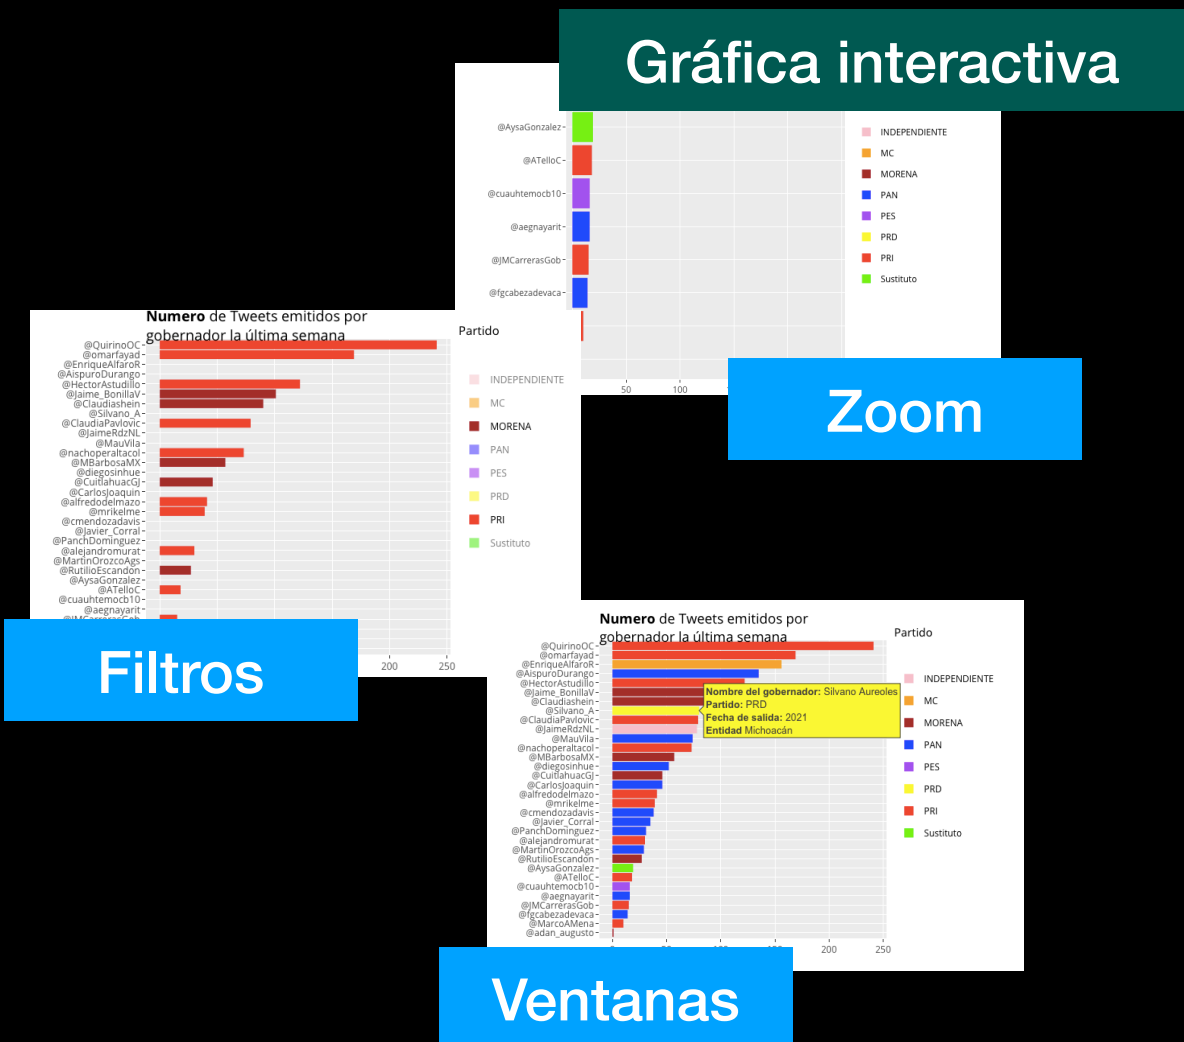 Gráfica interactiva
@AysaGonzalez
@ATelloC
@cuauhtemocb10
@aegnayarit
@JMCarrerasGob
@fgcabezadevaca
50
100
INDEPENDIENTE
MC
MORENA
PAN
PES
PRD
PRI
Sustituto
Zoom
Numero de Tweets emitidos por
gobernador la última semana
@QuirinoOC
@omarfayad
@EnriqueAlfaroR
@AispuroDurango
@HectorAstudillo
@Jaime_BonillaV
@Claudiashein
@Silvano_A
@ClaudiaPavlovic
@JaimeRdzNL
@MauVila
@nachoperaltacol
@MBarbosaMX
@diegosinhue
@CuitlahuacGJ
@CarlosJoaquin
@alfredodelmazo
@mrikelme
@cmendozadavis
@Javier_Corral
@PanchDominguez
@alejandromurat
@MartinOrozcoAgs
@RutilioEscandon
@AysaGonzalez
@ATelloC
@cuauhtemocb10
@aegnayarit
@JMCarrerasGob
200
250
Partido
INDEPENDIENTE
MC
MORENA
PAN
PES
PRD
PRI
Sustituto
Filtros
Numero de Tweets emitidos por
gobernador la última semana
@QuirinoOC
@omarfayad
@EnriqueAlfaroR
@AispuroDurango
@HectorAstudillo
@Jaime_BonillaV
@Claudiashein
@Silvano_A
@ClaudiaPavlovic
@JaimeRdzNL
@MauVila
@nachoperaltacol
@MBarbosaMX
@diegosinhue
@CuitlahuacGJ
@CarlosJoaquin
@alfredodelmazo
@mrikelme
@cmendozadavis
@Javier_Corral
@PanchDominguez
@alejandromurat
@MartinOrozcoAgs
@RutilioEscandon
@AysaGonzalez
@ATelloC
@cuauhtemocb10
@aegnayarit
@JMCarrerasGob
@fgcabezadevaca
@MarcoAMena
@adan_augusto
Nombre del gobernador: Silvano Aureoles
Partido: PRD
Fecha de salida: 2021
Entidad Michoacán
200
250
Partido
INDEPENDIENTE
MC
MORENA
PAN
PES
PRD
PRI
Sustituto
Ventanas